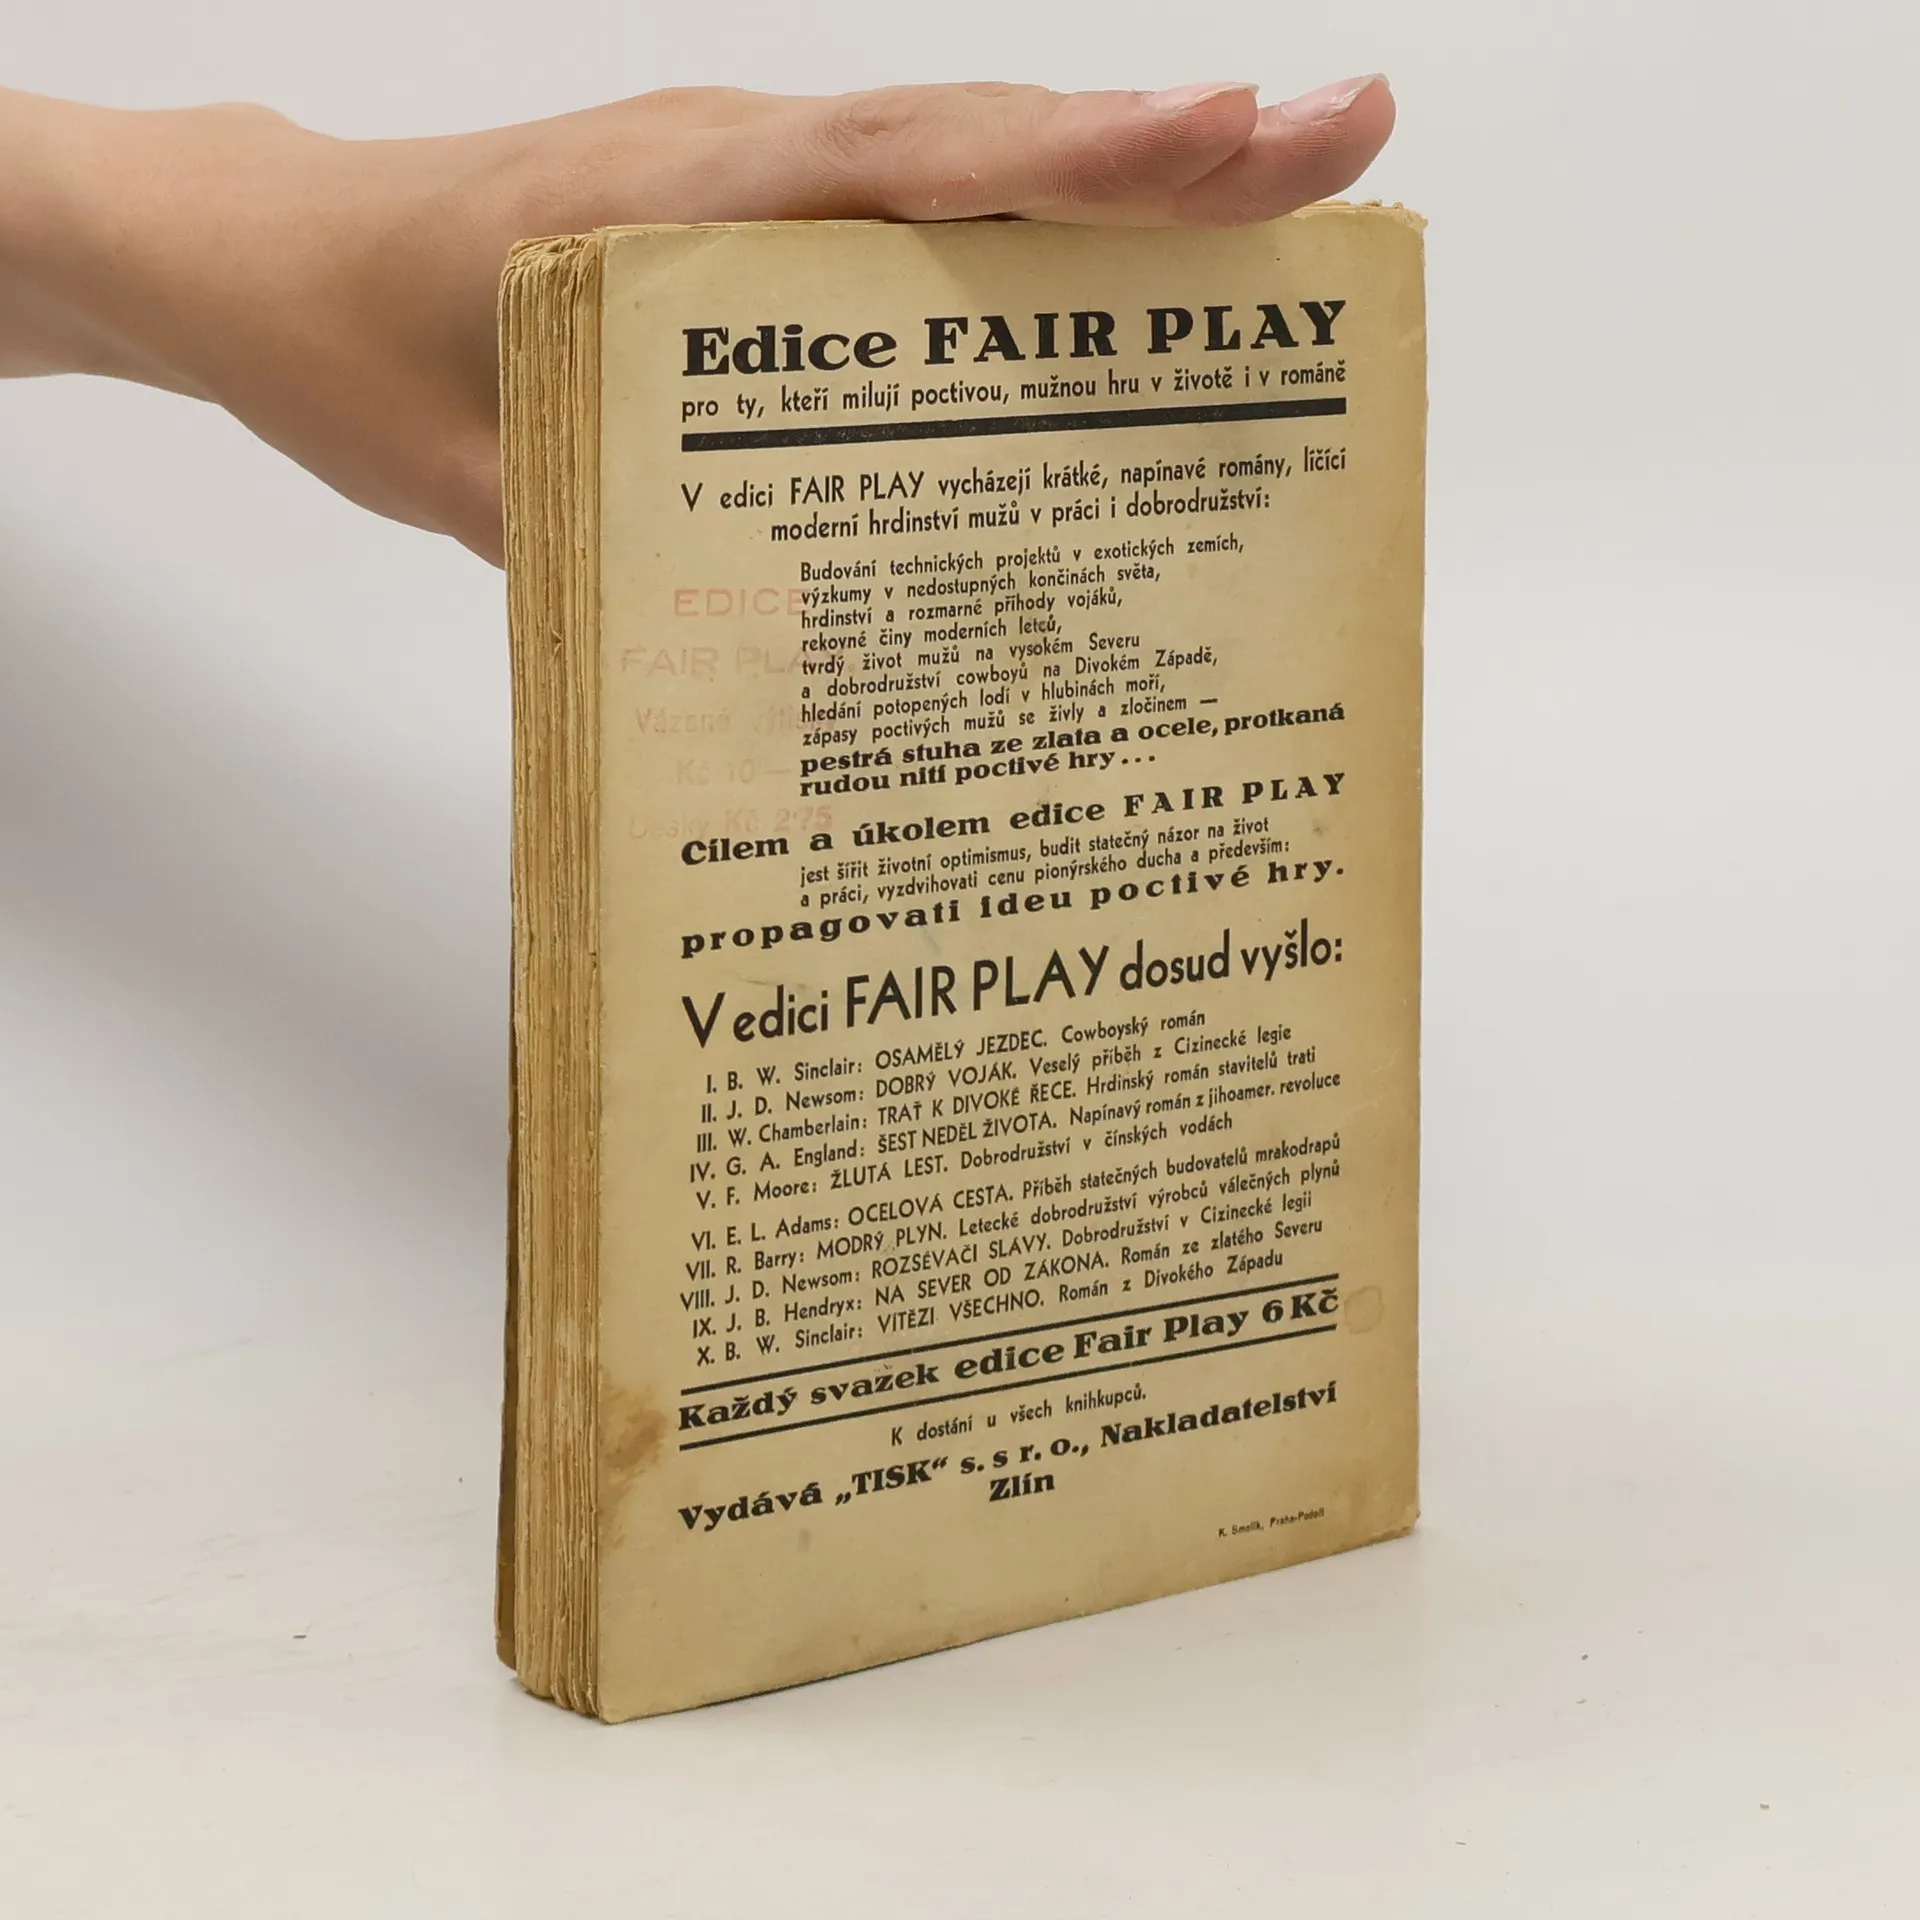 Edice FAIR PLAY
pro ty, kteří milují poctivou, mužnou hru v životě i v románě
V edici FAIR PLAY vycházejí krátké, napínavé romány, líčící
moderní hrdinství mužů v práci i dobrodružství:
Budování technických projektů v exotických zemích,
výzkumy v nedostupných končinách světa,
hrdinství a rozmarné příhody vojáků,
rekovné činy moderních letců,
tvrdý život mužů na vysokém Severu
a dobrodružství cowboyů na Divokém Západě,
hledání potopených lodí v hlubinách moří,
zápasy poctivých mužů se živly a zločinem —
pestrá stuha ze zlata a ocele, protkaná
rudou nití poctivé hry...
EDICE
FAIR PLAY
Vázané
Kč 10 —
Desky Kč 2·75
Cílem a úkolem edice FAIR PLAY
jest šířit životní optimismus, budit statečný názor na život
a práci, vyzdvihovati cenu pionýrského ducha a především:
propagovati ideu poctivé hry.
V edici FAIR PLAY dosud vyšlo:
I. B. W. Sinclair: OSAMĚLÝ JEZDEC. Cowboyský román
II. J. D. Newsom: DOBRÝ VOJÁK. Veselý příběh z Cizinecké legie
III. W. Chamberlain: TRAŤ K DIVOKÉ ŘECE. Hrdinský román stavitelů trati
IV. G. A. England: ŠEST NEDĚL ŽIVOTA. Napínavý román z jihoamer. revoluce
V. F. Moore: ŽLUTÁ LEST. Dobrodružství v čínských vodách
VI. E. L. Adams: OCELOVÁ CESTA. Příběh statečných budovatelů mrakodrapů
VII. R. Barry: MODRÝ PLYN. Letecké dobrodružství výrobců válečných plynů
VIII. J. D. Newsom: ROZSÉVAČI SLÁVY. Dobrodružství v Cizinecké legii
IX. J. B. Hendryx: NA SEVER OD ZÁKONA. Román ze zlatého Severu
X. B. W. Sinclair: VÍTĚZI VŠECHNO. Román z Divokého Západu
Každý svazek edice Fair Play 6 Kč
K dostání u všech knihkupců.
Vydává „TISK“ s. s r. o., Nakladatelství
Zlín
K. Smolík, Praha-Podolí